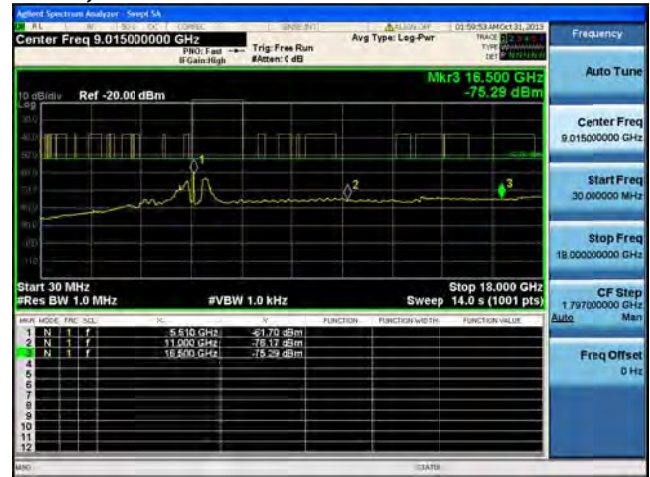 Agilent Spectrum Analyzer - Swept SA
01:59:53 AM Oct 31, 2013
Center Freq 9.015000000 GHz
Avg Type: Log-Pwr
TRACE
TYPE
DET
PNO: Fast
IFGain:High
Trig: Free Run
Frequency
Auto Tune
Mkr3 16.500 GHz
-75.29 dBm
10 dB/div Ref -20.00 dBm
Log
Center Freq
9.015000000 GHz
Start Freq
30.000000 MHz
Stop Freq
18.000000000 GHz
1
2
3
Start 30 MHz Stop 18.000 GHz
#Res BW 1.0 MHz #VBW 1.0 kHz Sweep 14.0 s (1001 pts)
CF Step
1.797000000 GHz
Auto Man
Freq Offset
0 Hz
MKR MODE TRC SCL X Y FUNCTION FUNCTION WIDTH FUNCTION VALUE
1 N 1 f 5.510 GHz -61.70 dBm
2 N 1 f 11.000 GHz -76.17 dBm
3 N 1 f 16.500 GHz -75.29 dBm
4
5
6
7
8
9
10
11
12
MSG STATUS